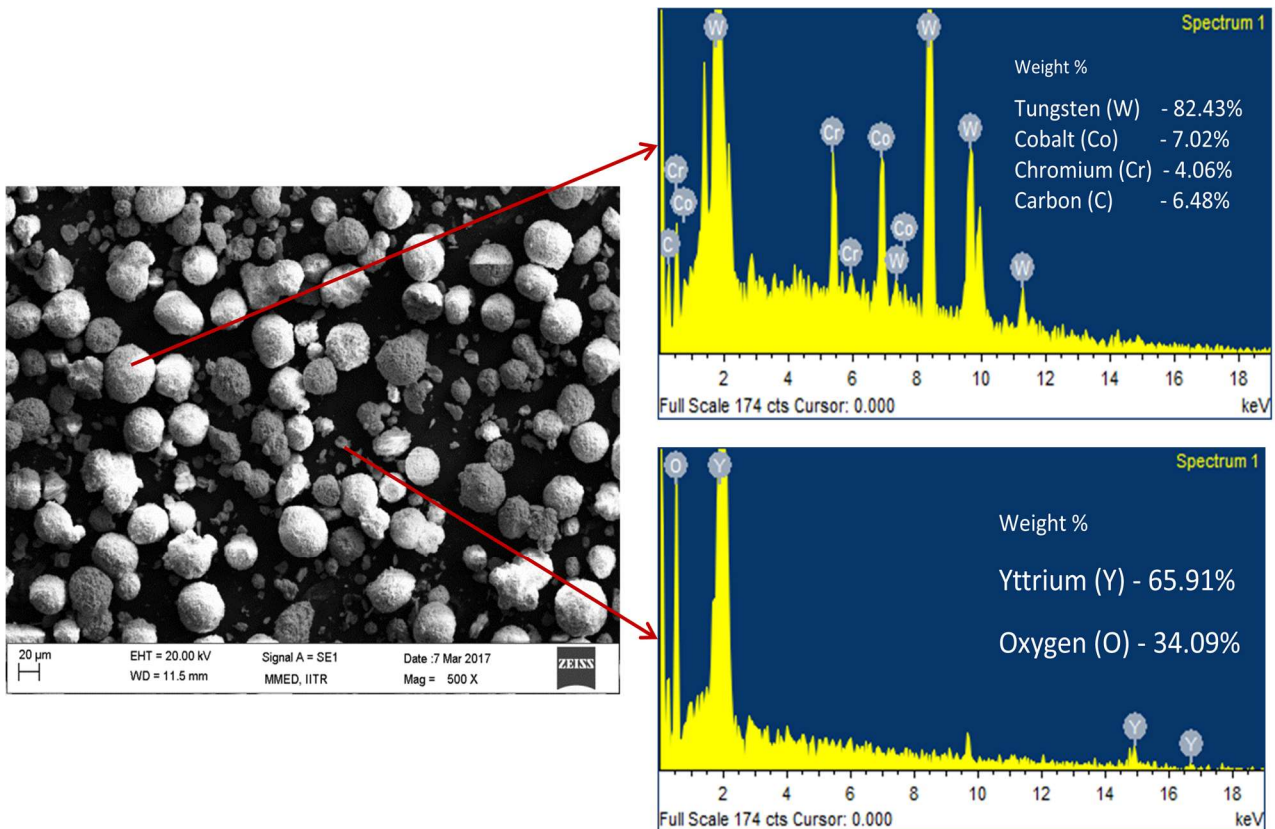 Spectrum 1
Weight %
Tungsten (W) - 82.43%
Cobalt (Co) - 7.02%
Chromium (Cr) - 4.06%
Carbon (C) - 6.48%
W
W
Cr
Co
W
Cr
Co
Co
C
Cr
W
W
2 4 6 8 10 12 14 16 18
Full Scale 174 cts Cursor: 0.000 keV
20 µm
EHT = 20.00 kV
Signal A = SE1
Date :7 Mar 2017
ZEISS
WD = 11.5 mm
MMED, IITR
Mag = 500 X
Spectrum 1
O
Y
Weight %
Yttrium (Y) - 65.91%
Oxygen (O) - 34.09%
Y
Y
2 4 6 8 10 12 14 16 18
Full Scale 174 cts Cursor: 0.000 keV